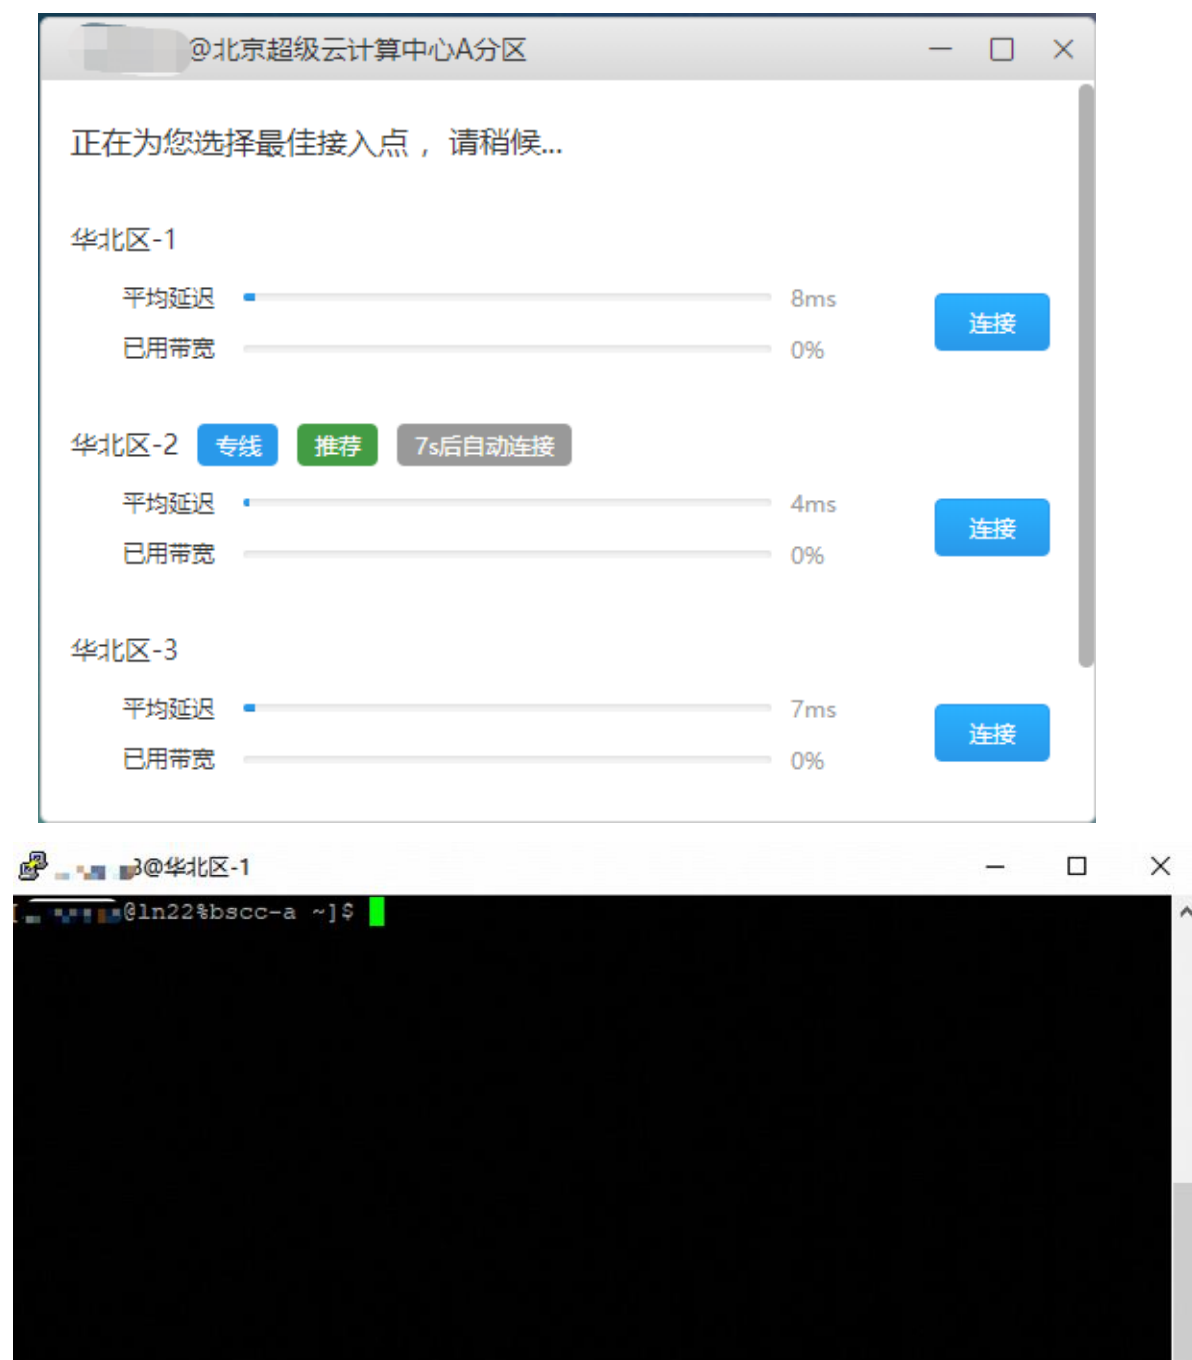 @北京超级云计算中心A分区
正在为您选择最佳接入点，请稍候...
华北区-1
平均延迟 8ms
连接
已用带宽 0%
华北区-2 专线 推荐 7s后自动连接
平均延迟 4ms
连接
已用带宽 0%
华北区-3
平均延迟 7ms
连接
已用带宽 0%
3@华北区-1
[@ln22%bscc-a ~]$